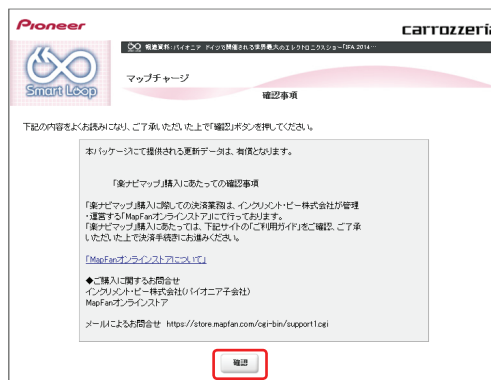 Pioneer
carrozzeria
報道資料:パイオニア ドイツで開催される世界最大のエレクトロニクスショー「IFA 2014…
Smart Loop
マップチャージ
確認事項
下記の内容をよくお読みになり、ご了承いただいた上で「確認」ボタンを押してください。
本パッケージにて提供される更新データは、有償となります。
「楽ナビマップ」購入にあたっての確認事項
「楽ナビマップ」購入に際しての決済業務は、インクリメント・ピー株式会社が管理
・運営する「MapFanオンラインストア」にて行っております。
「楽ナビマップ」購入にあたっては、下記サイトの「ご利用ガイド」をご確認、ご了承
いただいた上で決済手続きにお進みください。
「MapFanオンラインストアについて」
◆ご購入に関するお問合せ
インクリメント・ピー株式会社(パイオニア子会社)
MapFanオンラインストア
メールによるお問合せ https://store.mapfan.com/cgi-bin/support1.cgi
確認